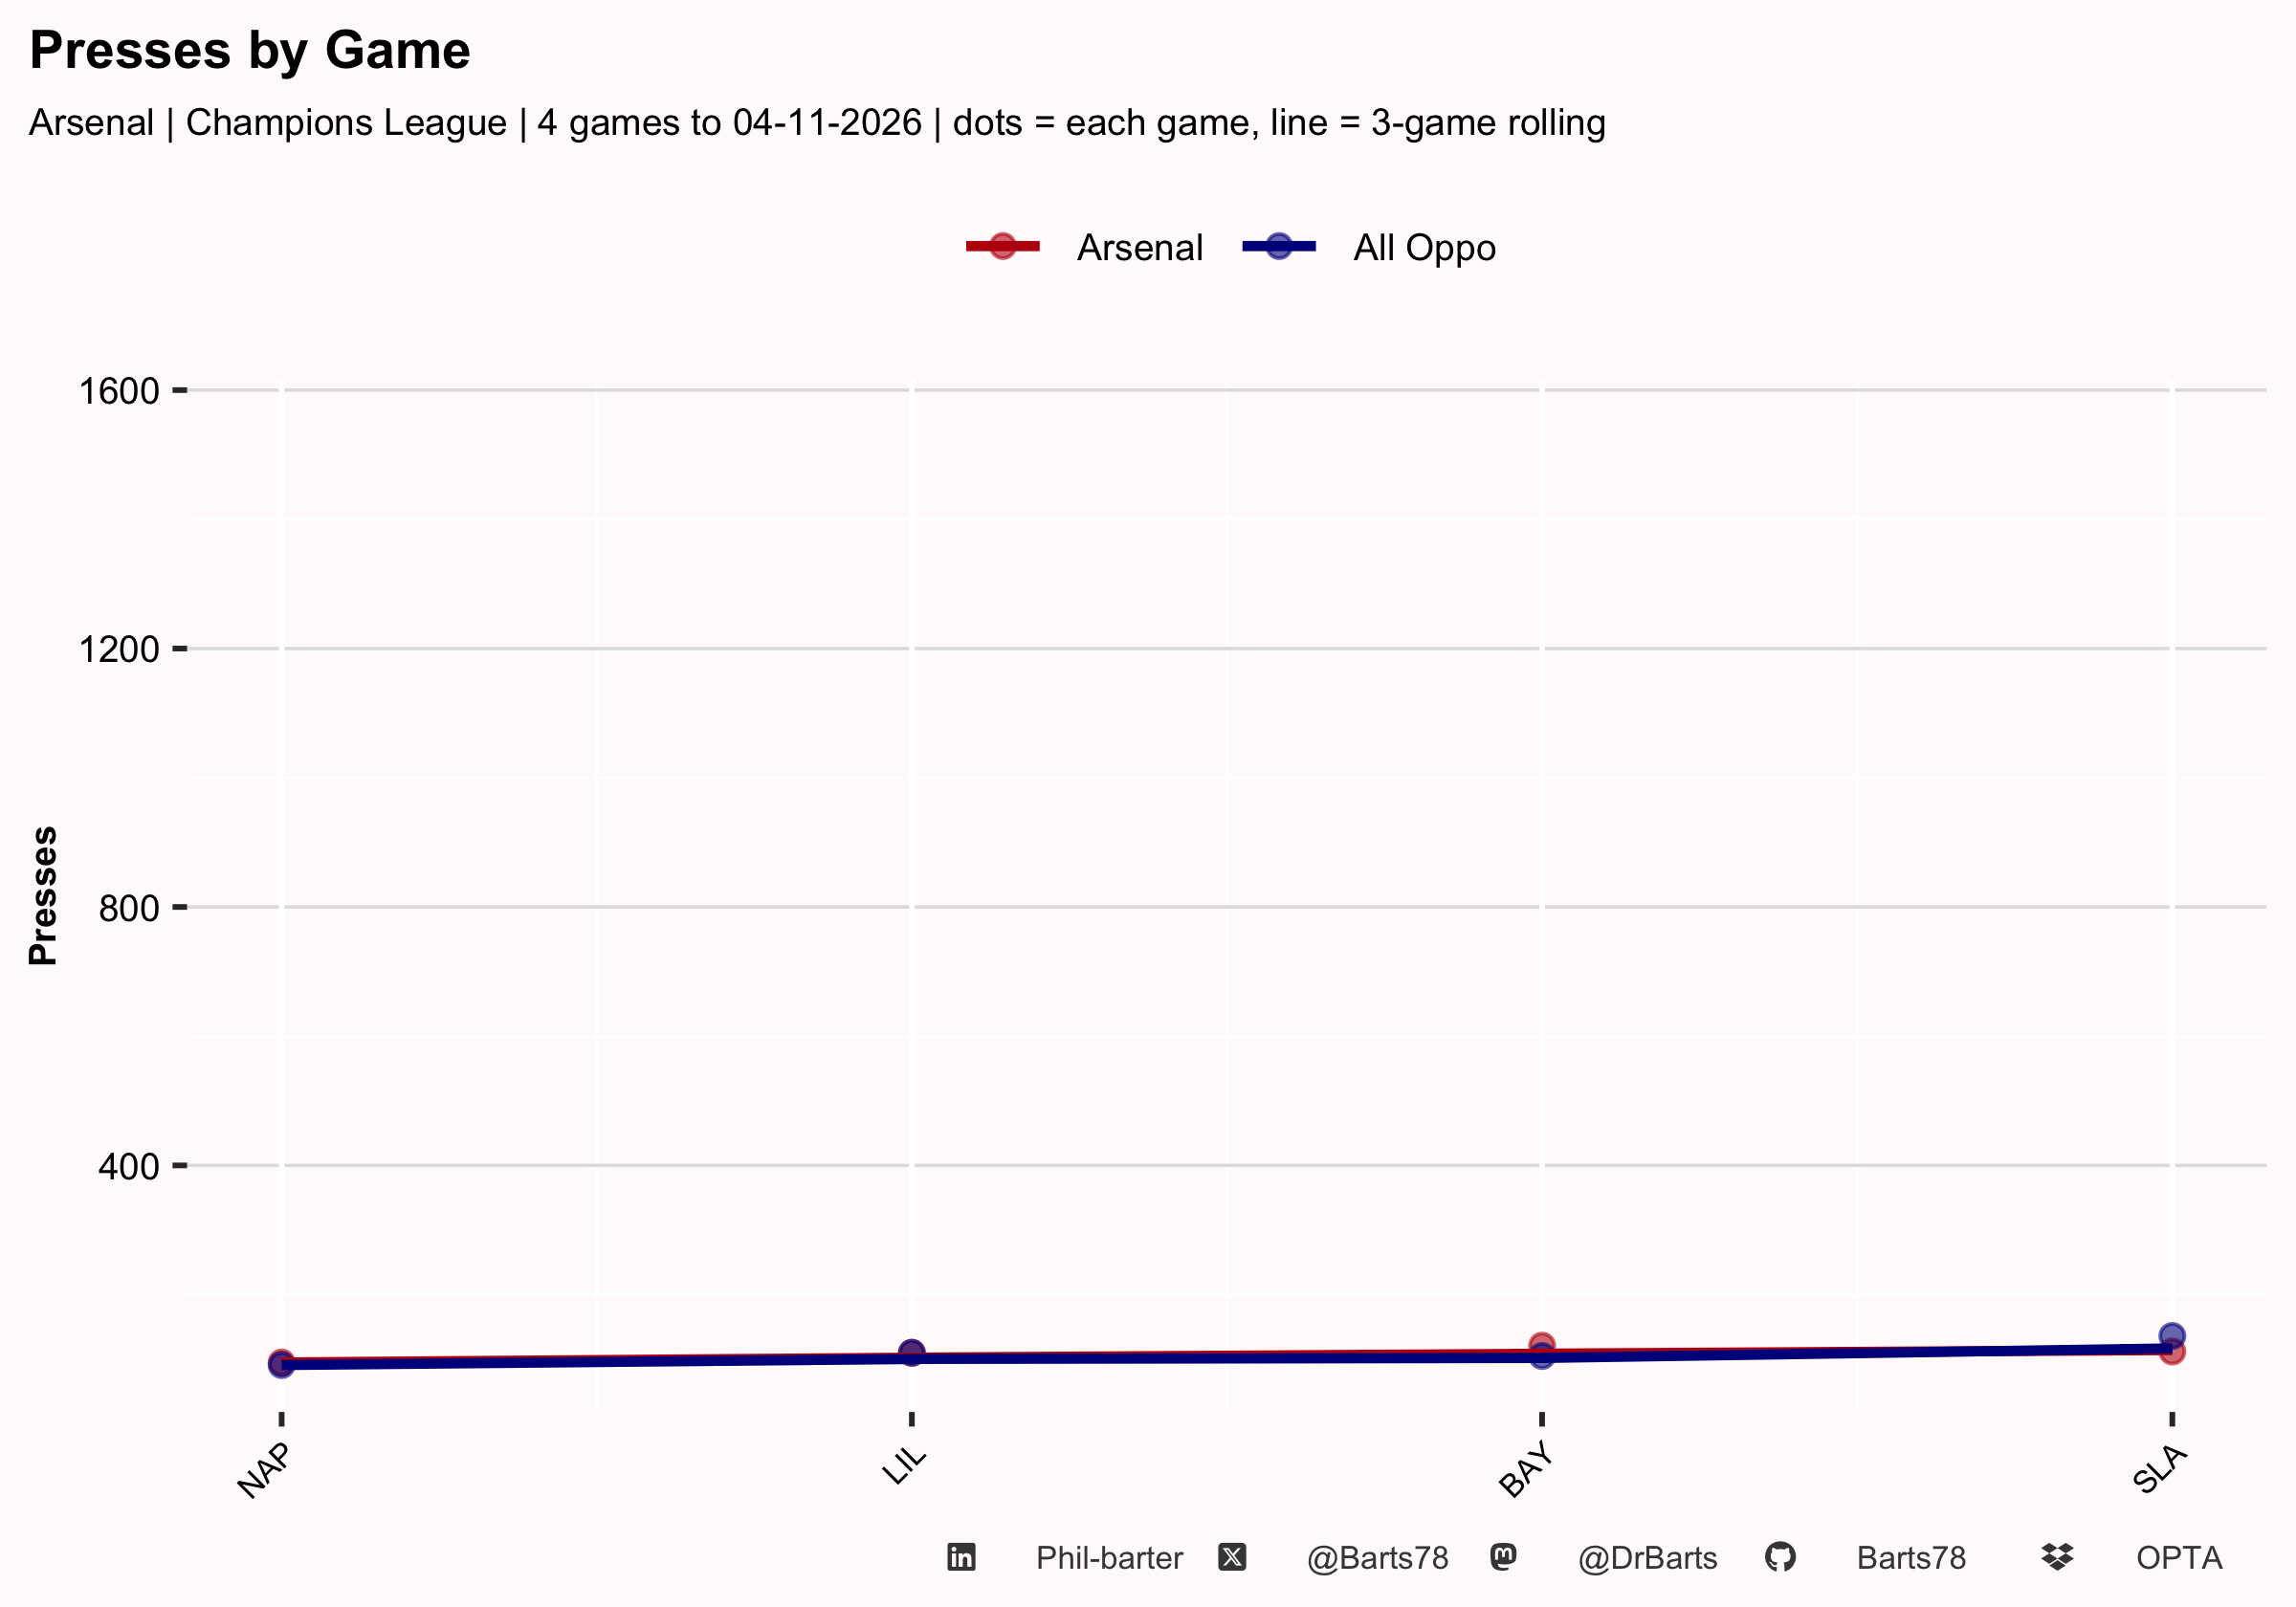 Presses by Game
Arsenal | Champions League | 4 games to 04-11-2026 | dots = each game, line = 3-game rolling
Arsenal
All Oppo
1600
1200
800
400
Presses
NAP
LIL
BAY
SLA
Phil-barter
@Barts78
@DrBarts
Barts78
OPTA